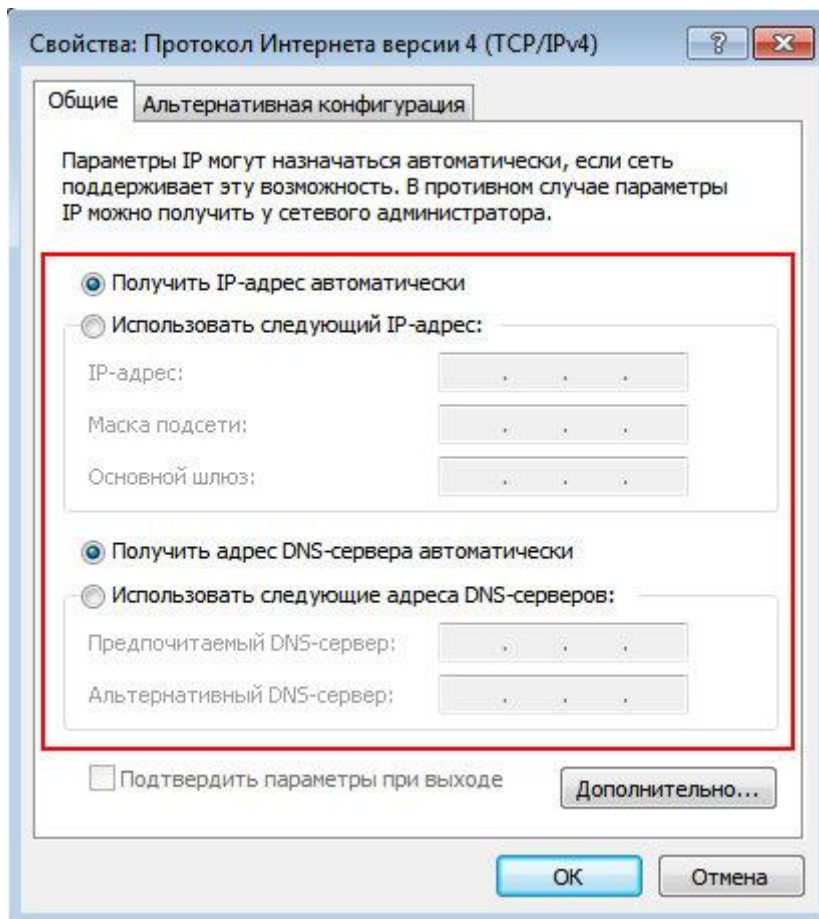 Свойства: Протокол Интернета версии 4 (TCP/IPv4)
Общие
Альтернативная конфигурация
Параметры IP могут назначаться автоматически, если сеть
поддерживает эту возможность. В противном случае параметры
IP можно получить у сетевого администратора.
Получить IP-адрес автоматически
Использовать следующий IP-адрес:
IP-адрес:
Маска подсети:
Основной шлюз:
Получить адрес DNS-сервера автоматически
Использовать следующие адреса DNS-серверов:
Предпочитаемый DNS-сервер:
Альтернативный DNS-сервер:
Подтвердить параметры при выходе
Дополнительно...
ОК
Отмена